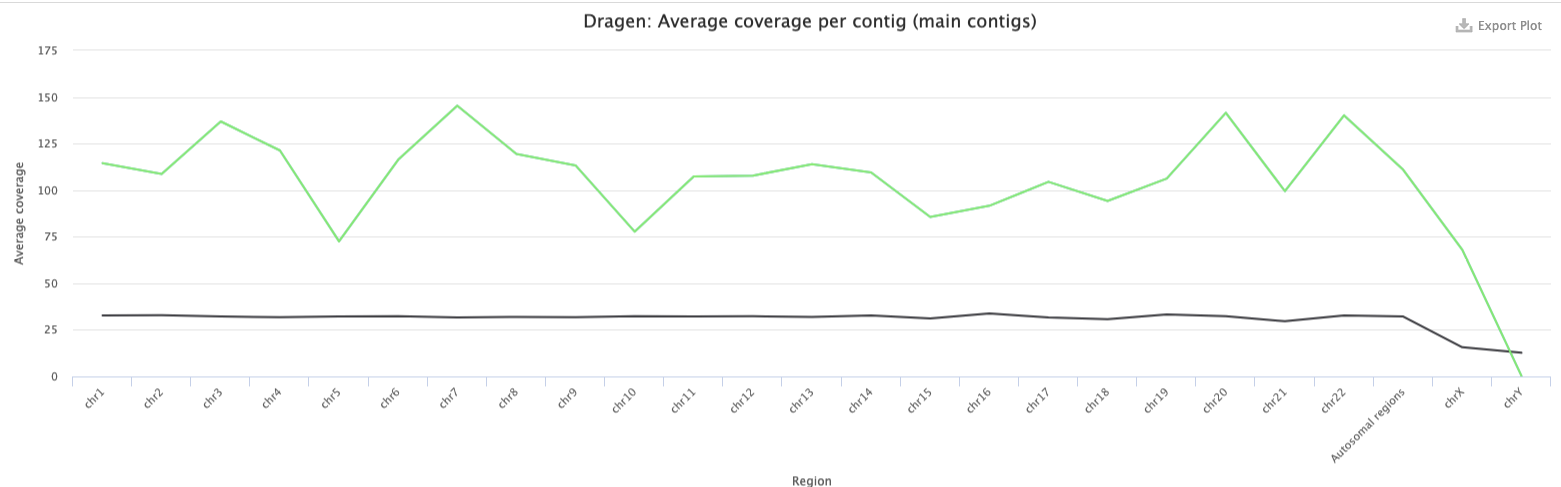 Dragen: Average coverage per contig (main contigs)
Export Plot
175
150
125
100
75
50
25
0
Average coverage
chr1
chr2
chr3
chr4
chr5
chr6
chr7
chr8
chr9
chr10
chr11
chr12
chr13
chr14
chr15
chr16
chr17
chr18
chr19
chr20
chr21
chr22
Autosomal regions
chrX
chrY
Region